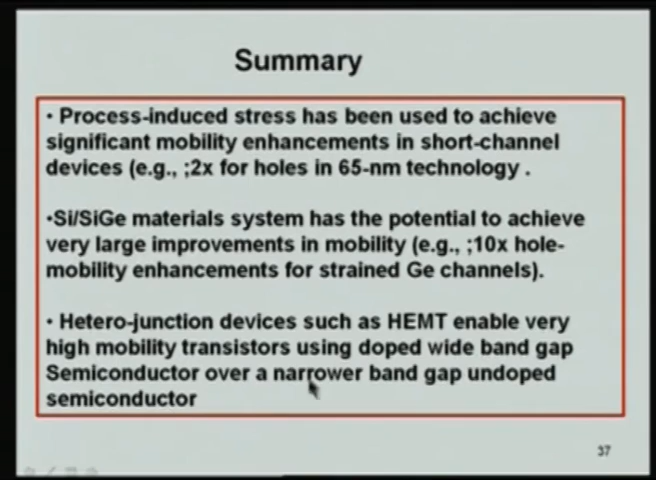 Summary
• Process-induced stress has been used to achieve
significant mobility enhancements in short-channel
devices (e.g., ;2x for holes in 65-nm technology .
•Si/SiGe materials system has the potential to achieve
very large improvements in mobility (e.g., ;10x hole-
mobility enhancements for strained Ge channels).
• Hetero-junction devices such as HEMT enable very
high mobility transistors using doped wide band gap
Semiconductor over a narrower band gap undoped
semiconductor
37